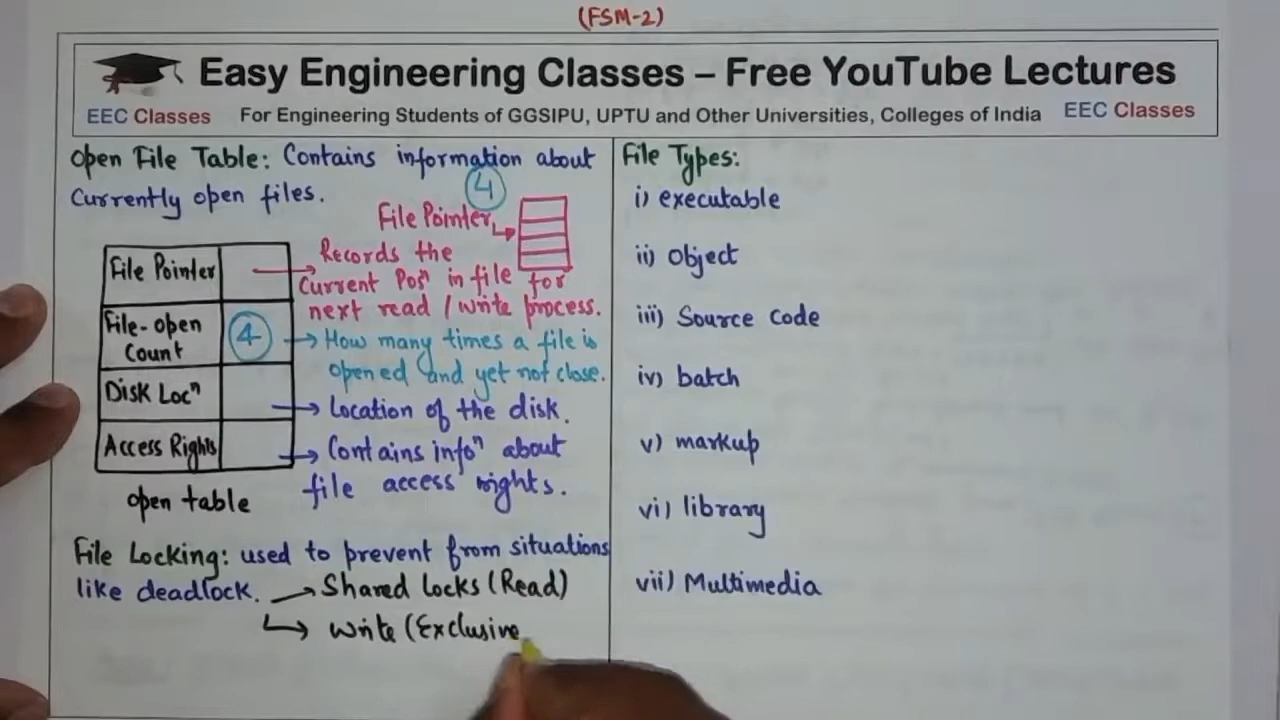 (FSM-2)
Easy Engineering Classes – Free YouTube Lectures
EEC Classes For Engineering Students of GGSIPU, UPTU and Other Universities, Colleges of India EEC Classes
Open File Table: Contains information about
Currently open files.
4
File Pointer
File Pointer
Records the
Current Posⁿ in file for
next read / write process.
File-open
Count
4
How many times a file is
opened and yet not close.
Disk Locⁿ
Location of the disk.
Access Rights
Contains infoⁿ about
file access rights.
open table
File Locking: used to prevent from situations
like deadlock. → Shared Locks (Read)
↳ Write (Exclusive
File Types:
i) executable
ii) Object
iii) Source code
iv) batch
v) markup
vi) library
vii) Multimedia